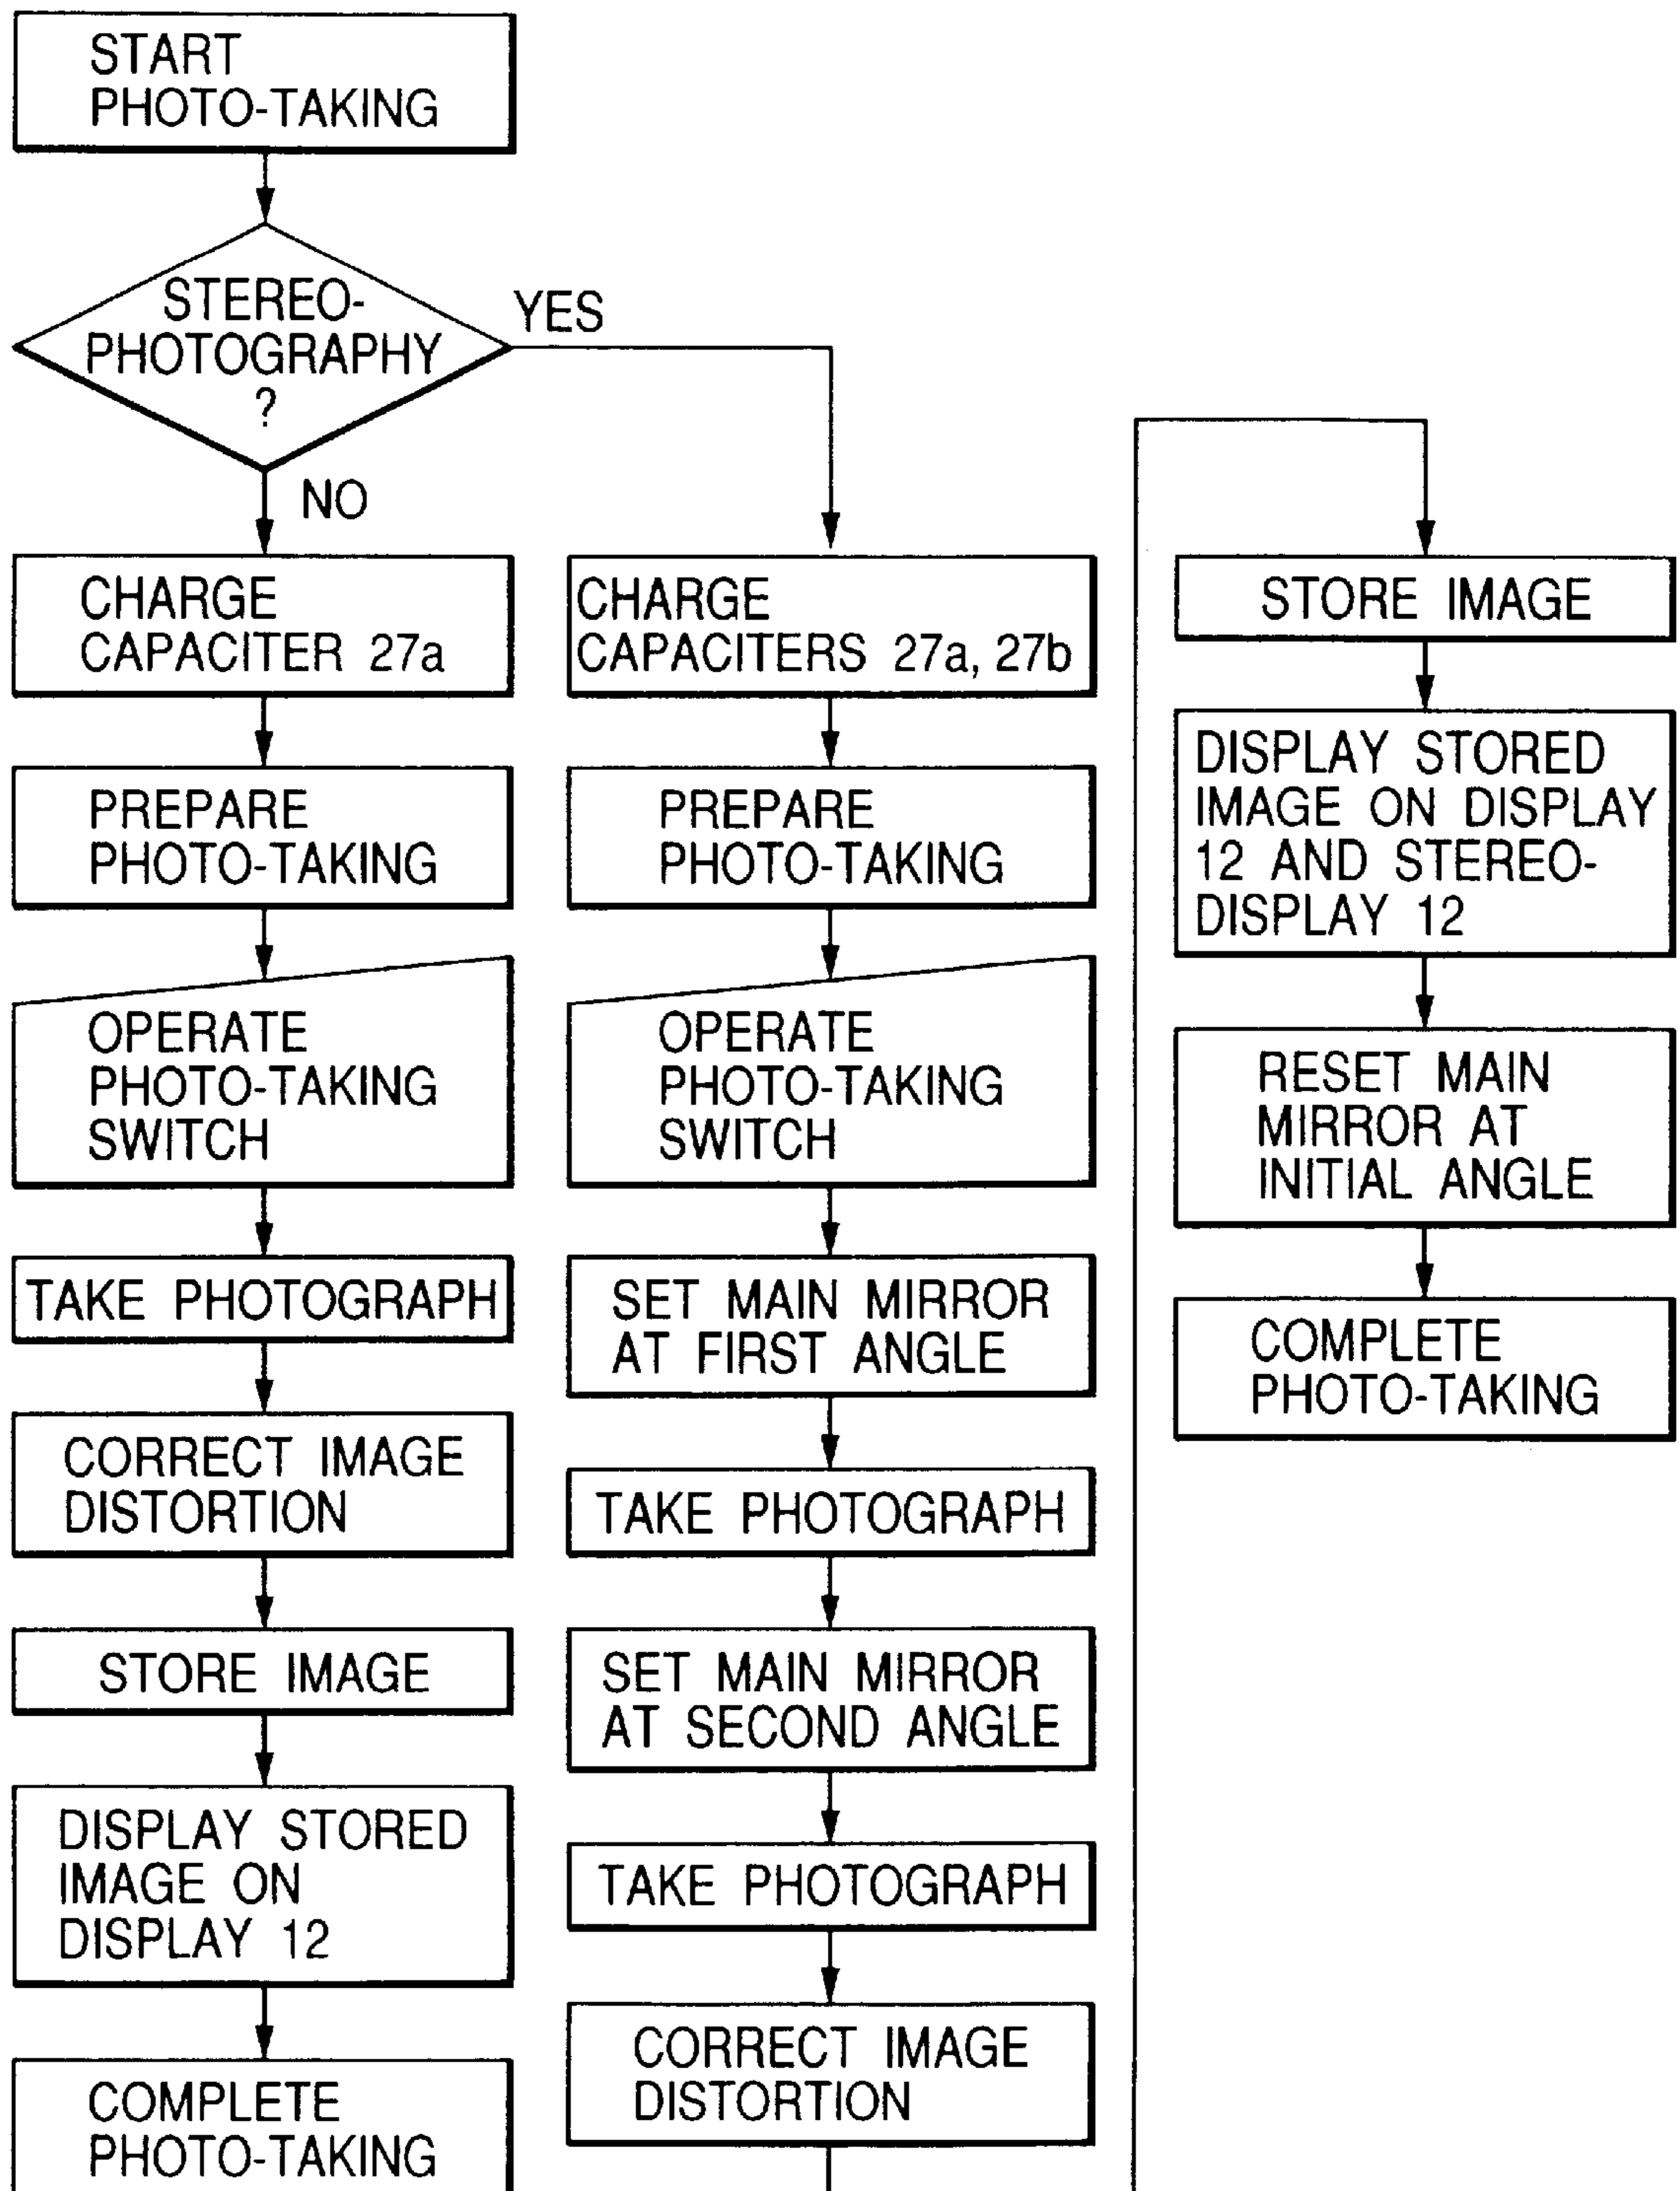 START
PHOTO-TAKING
STEREO-
PHOTOGRAPHY
?
YES
NO
CHARGE
CAPACITER 27a
PREPARE
PHOTO-TAKING
OPERATE
PHOTO-TAKING
SWITCH
TAKE PHOTOGRAPH
CORRECT IMAGE
DISTORTION
STORE IMAGE
DISPLAY STORED
IMAGE ON
DISPLAY 12
COMPLETE
PHOTO-TAKING
CHARGE
CAPACITERS 27a, 27b
PREPARE
PHOTO-TAKING
OPERATE
PHOTO-TAKING
SWITCH
SET MAIN MIRROR
AT FIRST ANGLE
TAKE PHOTOGRAPH
SET MAIN MIRROR
AT SECOND ANGLE
TAKE PHOTOGRAPH
CORRECT IMAGE
DISTORTION
STORE IMAGE
DISPLAY STORED
IMAGE ON DISPLAY
12 AND STEREO-
DISPLAY 12
RESET MAIN
MIRROR AT
INITIAL ANGLE
COMPLETE
PHOTO-TAKING